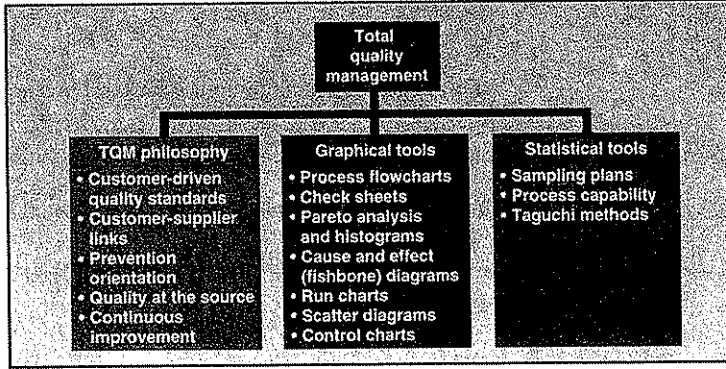 Total
quality
management
TQM philosophy
• Customer-driven
quality standards
• Customer-supplier
links
• Prevention
orientation
• Quality at the source
• Continuous
improvement
Graphical tools
• Process flowcharts
• Check sheets
• Pareto analysis
and histograms
• Cause and effect
(fishbone) diagrams
• Run charts
• Scatter diagrams
• Control charts
Statistical tools
• Sampling plans
• Process capability
• Taguchi methods